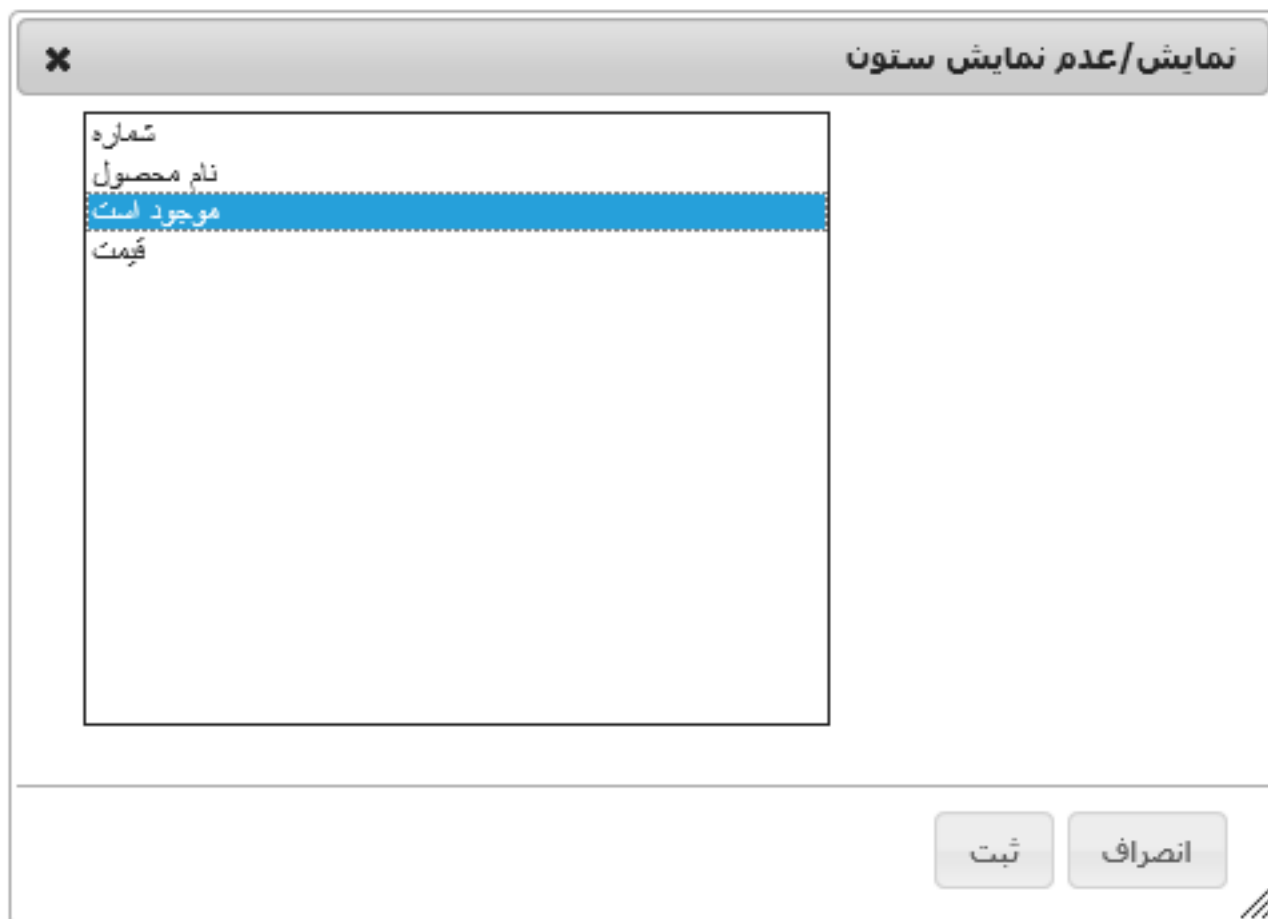 نمایش/عدم نمایش ستون
شماره
نام محصول
موجود است
قیمت
انصراف
ثبت